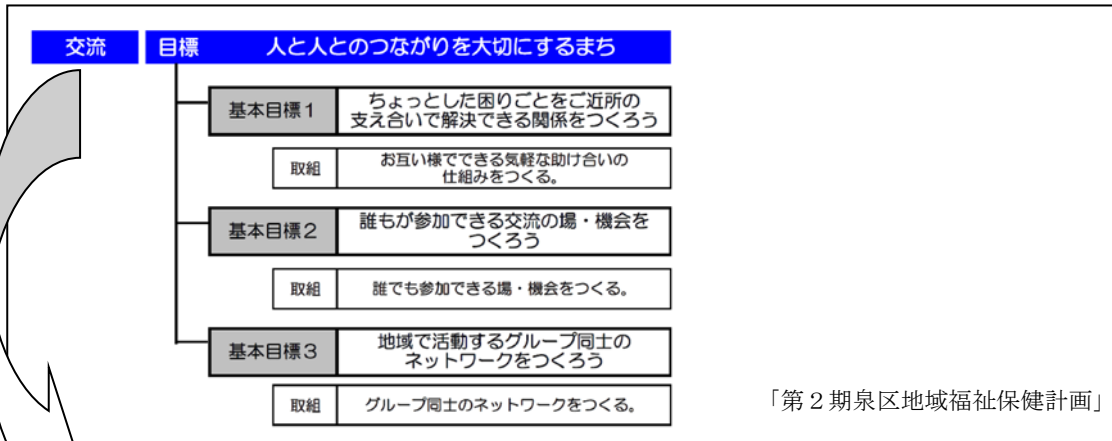 交流 目標 人と人とのつながりを大切にするまち
基本目標1 ちょっとした困りごとをご近所の
支え合いで解決できる関係をつくろう
取組 お互い様でできる気軽な助け合いの
仕組みをつくる。
基本目標2 誰もが参加できる交流の場・機会を
つくろう
取組 誰でも参加できる場・機会をつくる。
基本目標3 地域で活動するグループ同士の
ネットワークをつくろう
取組 グループ同士のネットワークをつくる。
「第2期泉区地域福祉保健計画」